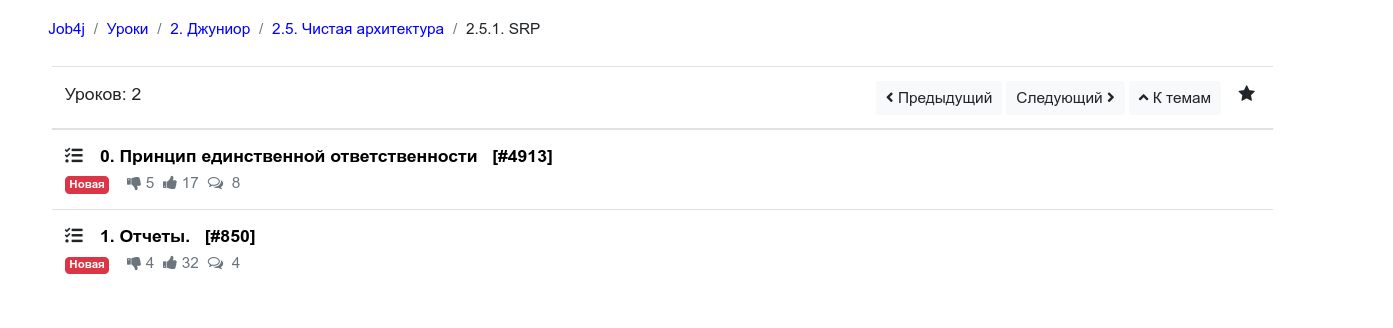 Job4j / Уроки / 2. Джуниор / 2.5. Чистая архитектура / 2.5.1. SRP
Уроков: 2 Предыдущий Следующий К темам
0. Принцип единственной ответственности [#4913]
Новая 5 17 8
1. Отчеты. [#850]
Новая 4 32 4